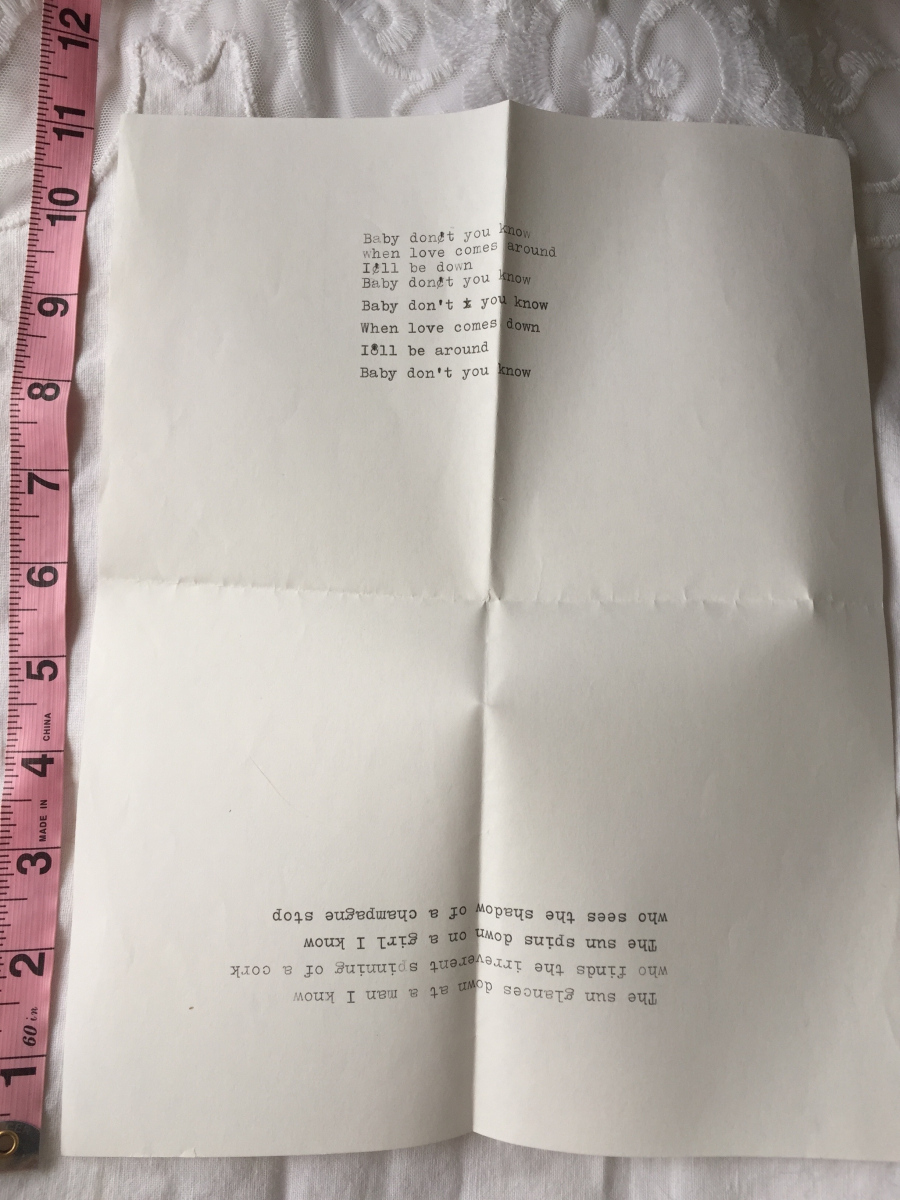 Baby don't you know
when love comes around
I'll be down
Baby don't you know
Baby don't x you know
When love comes down
I8ll be around
Baby don't you know
The sun glances down at a man I know
who finds the irreverent spinning of a cork
The sun spins down on a girl I know
who sees the shadow of a champagne stop
12
11
10
9
8
7
6
5
CHINA
4
MADE IN
3
2
60 in
1